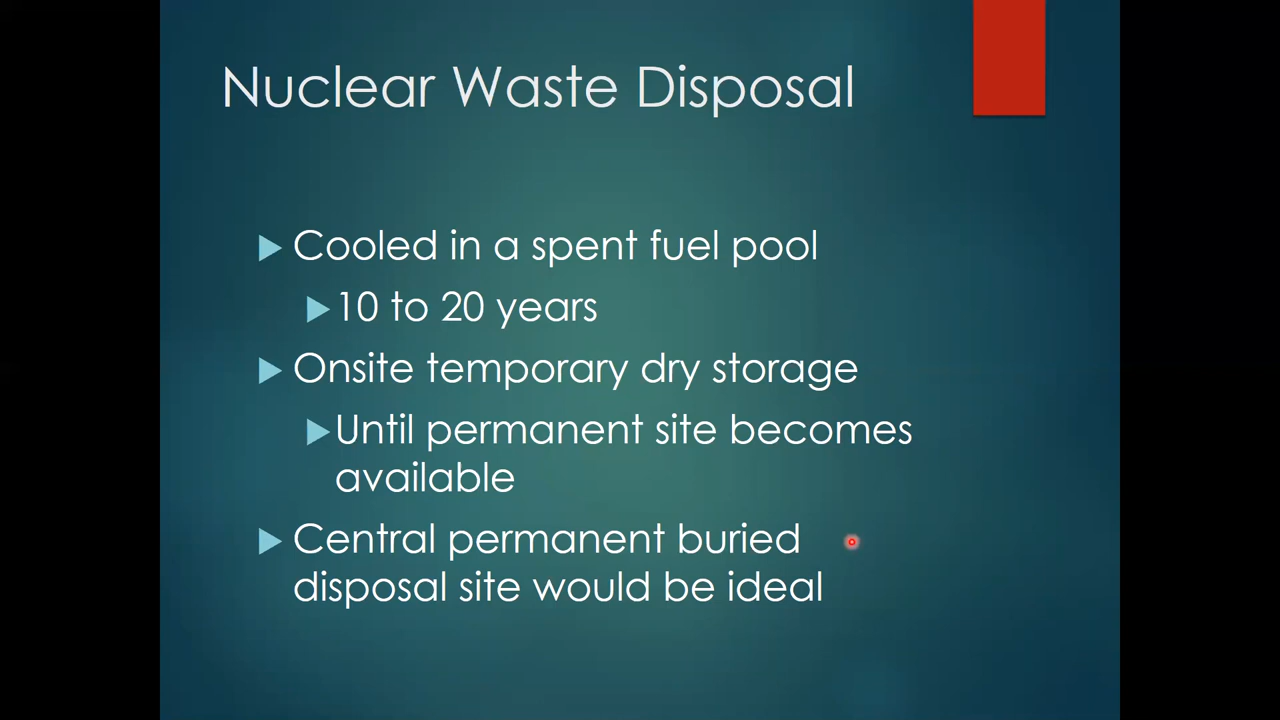 Nuclear Waste Disposal
Cooled in a spent fuel pool
10 to 20 years
Onsite temporary dry storage
Until permanent site becomes
available
Central permanent buried
disposal site would be ideal